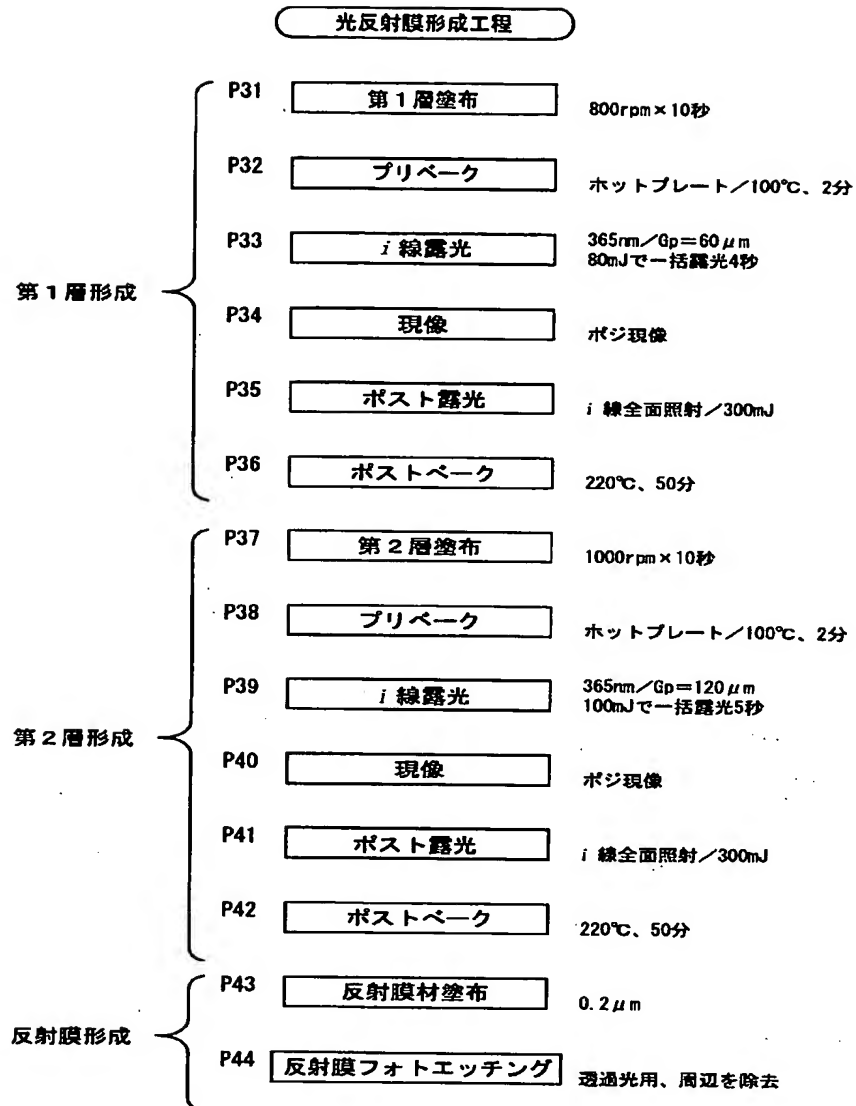 光反射膜形成工程
P31 第1層塗布 800rpm×10秒
P32 プリベーク ホットプレート／100℃、2分
P33 i 線露光 365nm／Gp＝60μm
80mJで一括露光4秒
第1層形成
P34 現像 ポジ現像
P35 ポスト露光 i 線全面照射／300mJ
P36 ポストベーク 220℃、50分
P37 第2層塗布 1000rpm×10秒
P38 プリベーク ホットプレート／100℃、2分
P39 i 線露光 365nm／Gp＝120μm
100mJで一括露光5秒
第2層形成
P40 現像 ポジ現像
P41 ポスト露光 i 線全面照射／300mJ
P42 ポストベーク 220℃、50分
P43 反射膜材塗布 0.2μm
反射膜形成
P44 反射膜フォトエッチング 透過光用、周辺を除去